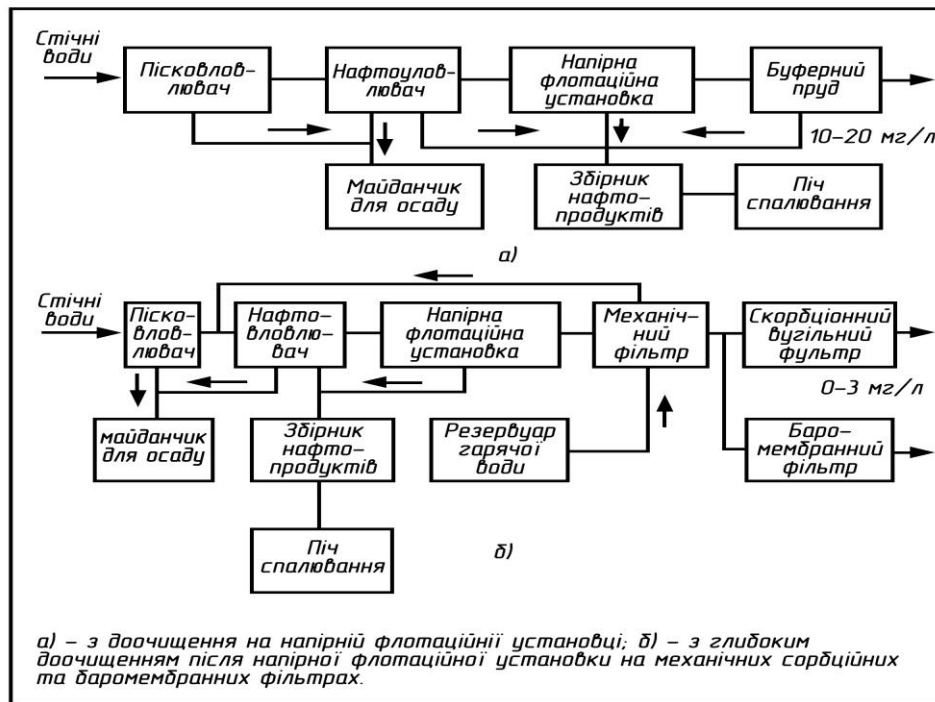 Стічні
води
Пісковлов-
лювач
Нафтоулов-
лювач
Напірна
флотаційна
установка
Буферний
пруд
10-20 мг/л
Майданчик
для осаду
Збірник
нафто-
продуктів
Піч
спалювання
а)
Стічні
води
Піско-
влов-
лювач
Нафто-
вловлю-
вач
Напірна
флотаційна
установка
Механіч-
ний
фільтр
Скорбціонний
вугільний
фультр
0-3 мг/л
майданчик
для осаду
Збірник
нафто-
продуктів
Резервуар
гарячої
води
Баро-
мембранний
фільтр
Піч
спалювання
б)
а) – з доочищення на напірній флотаційнії установці; б) – з глибоким
доочищенням після напірної флотаційної установки на механічних сорбційних
та баромембранних фільтрах.